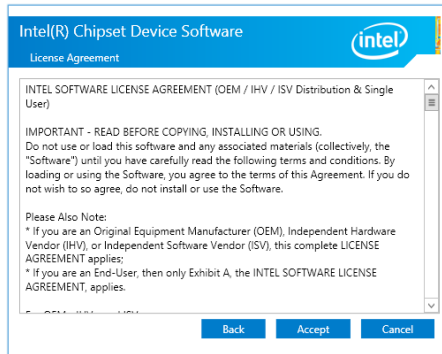 Intel(R) Chipset Device Software
License Agreement
intel
INTEL SOFTWARE LICENSE AGREEMENT (OEM / IHV / ISV Distribution & Single
User)
IMPORTANT - READ BEFORE COPYING, INSTALLING OR USING.
Do not use or load this software and any associated materials (collectively, the
"Software") until you have carefully read the following terms and conditions. By
loading or using the Software, you agree to the terms of this Agreement. If you do
not wish to so agree, do not install or use the Software.
Please Also Note:
* If you are an Original Equipment Manufacturer (OEM), Independent Hardware
Vendor (IHV), or Independent Software Vendor (ISV), this complete LICENSE
AGREEMENT applies;
* If you are an End-User, then only Exhibit A, the INTEL SOFTWARE LICENSE
AGREEMENT, applies.
Back
Accept
Cancel